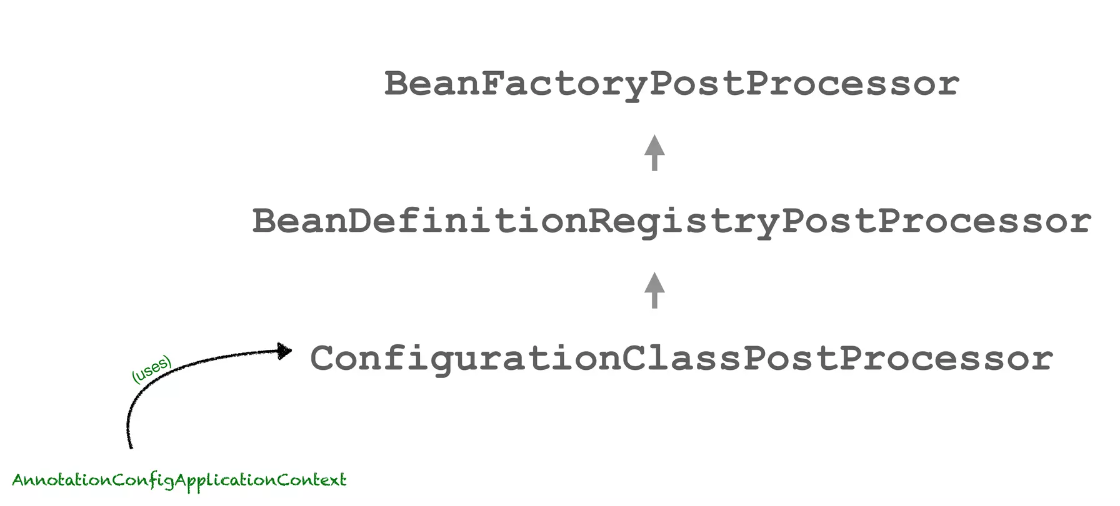 BeanFactoryPostProcessor
BeanDefinitionRegistryPostProcessor
ConfigurationClassPostProcessor
(uses)
AnnotationConfigApplicationContext